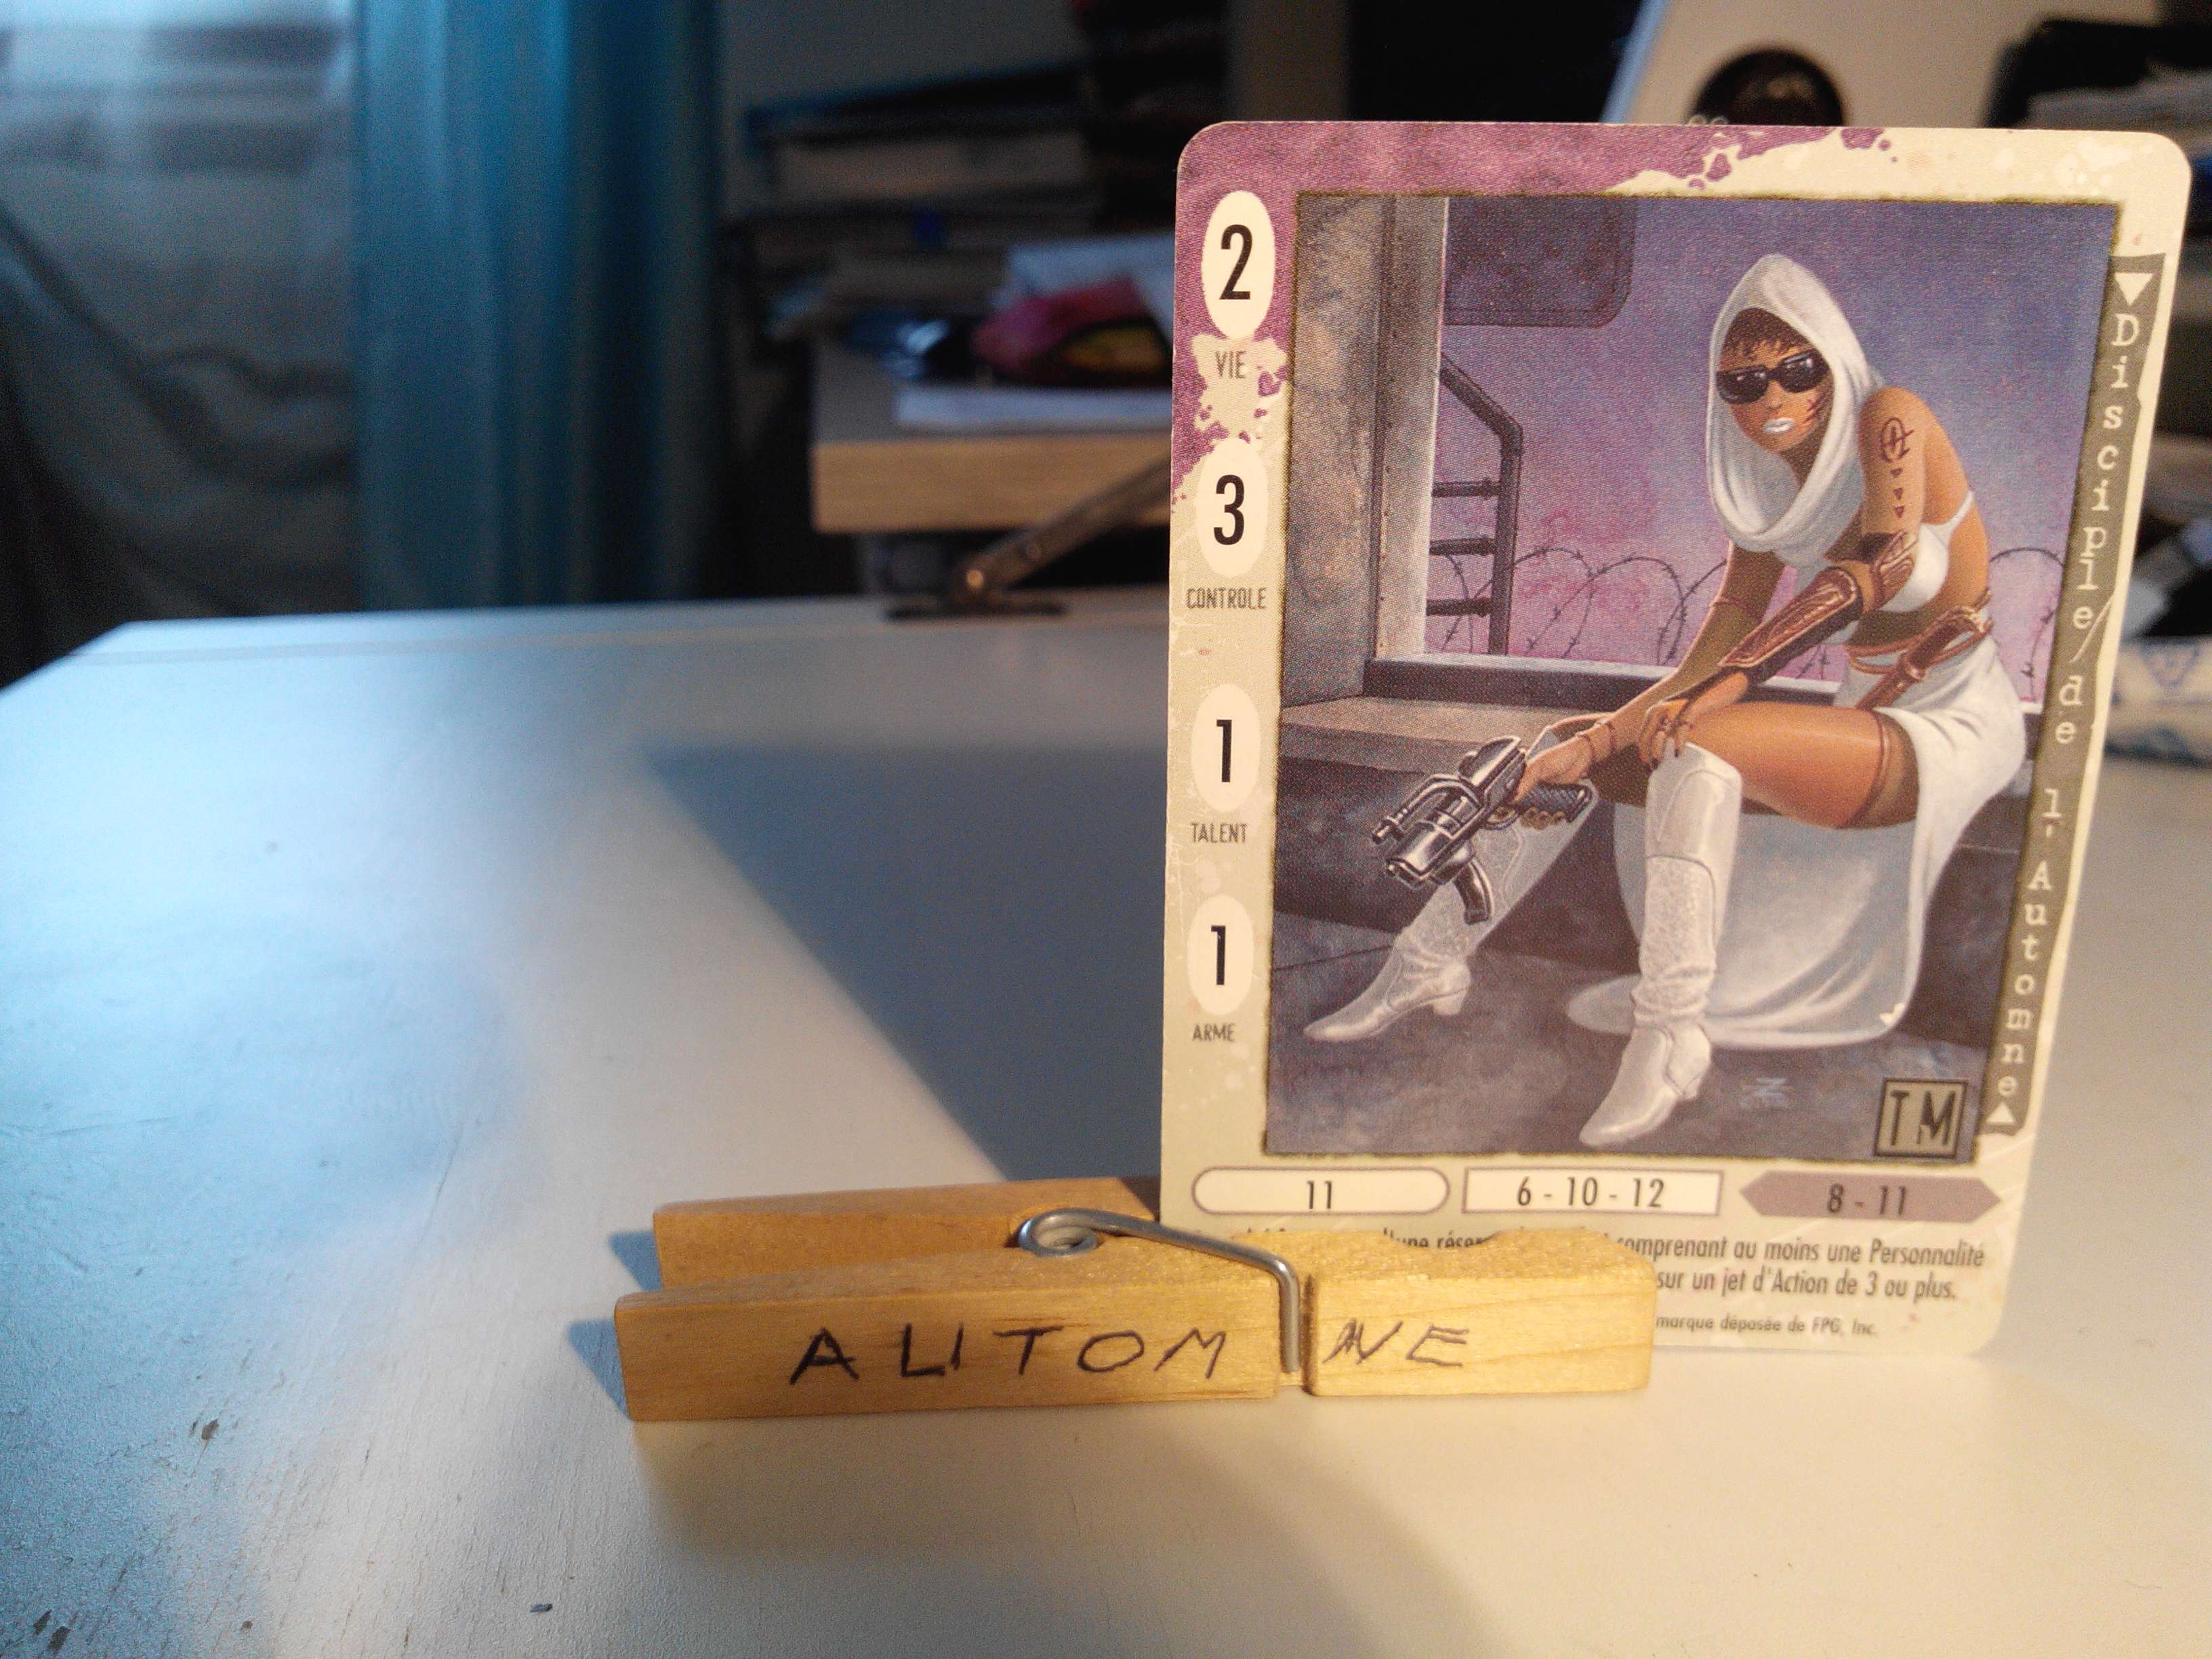 2
VIE
3
CONTROLE
1
TALENT
1
ARME
Disciple/de l'Automne
TM
11
6 - 10 - 12
8 - 11
l'une comprenant au moins une Personnalité
sur un jet d'Action de 3 ou plus.
marque déposée de FPG, Inc.
AUTOMNE